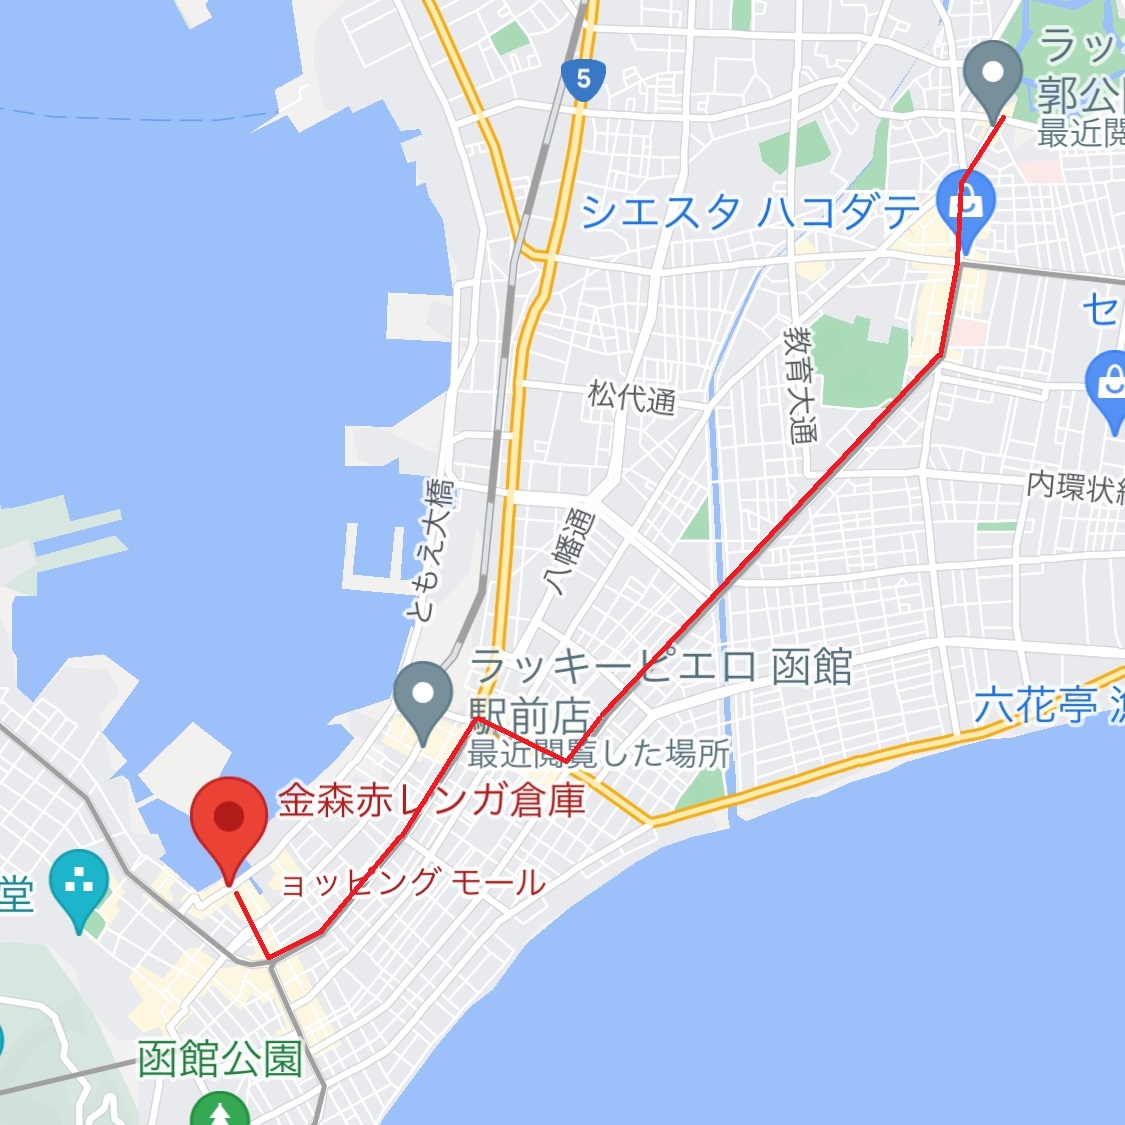 5
ラッ
郭公
最近閲
シエスタ ハコダテ
セ
教育大通
松代通
内環状
ともえ大橋
八幡通
ラッキーピエロ 函館
駅前店
最近閲覧した場所
六花亭
金森赤レンガ倉庫
ョッピング モール
堂
函館公園